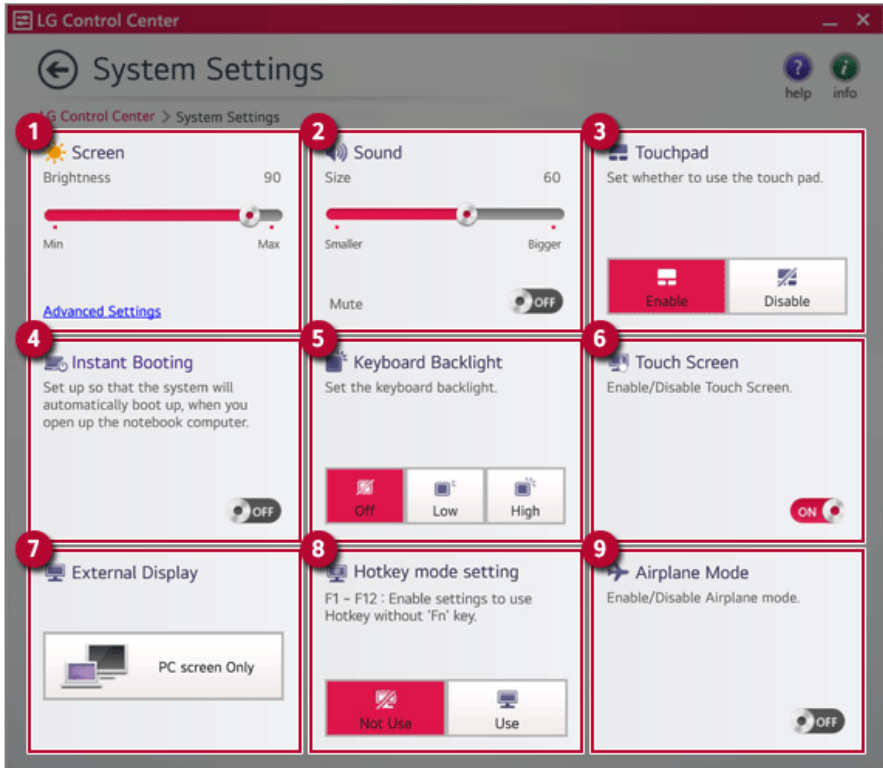 LG Control Center
System Settings
help info
LG Control Center > System Settings
1
Screen
Brightness 90
Min Max
Advanced Settings
2
Sound
Size 60
Smaller Bigger
Mute OFF
3
Touchpad
Set whether to use the touch pad.
Enable Disable
4
Instant Booting
Set up so that the system will
automatically boot up, when you
open up the notebook computer.
OFF
5
Keyboard Backlight
Set the keyboard backlight.
Off Low High
6
Touch Screen
Enable/Disable Touch Screen.
ON
7
External Display
PC screen Only
8
Hotkey mode setting
F1 – F12 : Enable settings to use
Hotkey without 'Fn' key.
Not Use Use
9
Airplane Mode
Enable/Disable Airplane mode.
OFF